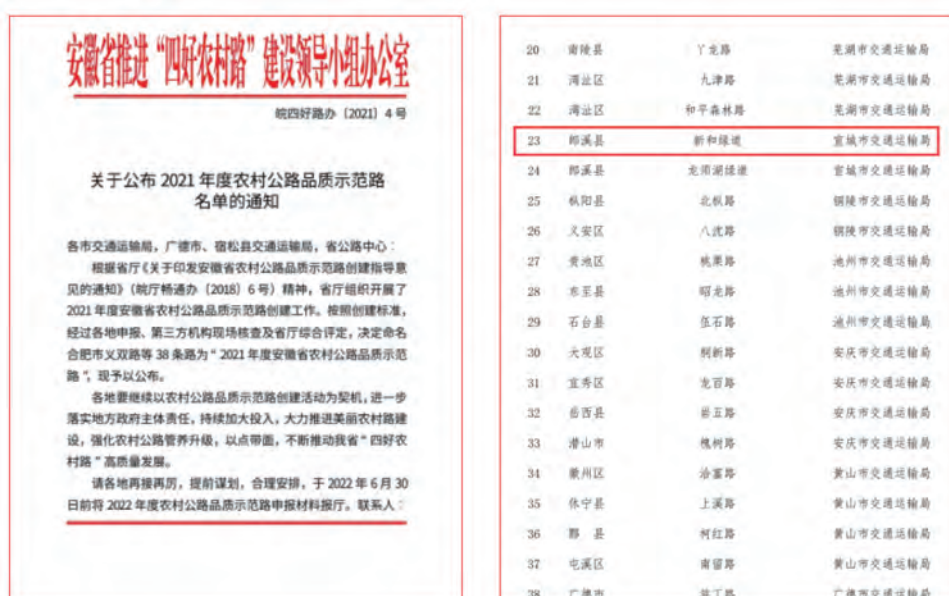 安徽省推进“四好农村路”建设领导小组办公室
皖四好路办〔2021〕4号
关于公布 2021 年度农村公路品质示范路
名单的通知
各市交通运输局，广德市、宿松县交通运输局，省公路中心：
根据省厅《关于印发安徽省农村公路品质示范路创建指导意
见的通知》（皖厅畅通办〔2018〕6号）精神，省厅组织开展了
2021 年度安徽省农村公路品质示范路创建工作。按照创建标准，
经过各地申报、第三方机构现场核查及省厅综合评定，决定命名
合肥市义双路等 38 条路为“2021 年度安徽省农村公路品质示范
路”，现予以公布。
各地要继续以农村公路品质示范路创建活动为契机，进一步
落实地方政府主体责任，持续加大投入，大力推进美丽农村路建
设，强化农村公路管养升级，以点带面，不断推动我省“四好农
村路”高质量发展。
请各地再接再厉，提前谋划，合理安排，于 2022 年 6 月 30
日前将 2022 年度农村公路品质示范路申报材料报厅。联系人：
20 南陵县 丫龙路 芜湖市交通运输局
21 湾沚区 九津路 芜湖市交通运输局
22 湾沚区 和平森林路 芜湖市交通运输局
23 郎溪县 新和绿道 宣城市交通运输局
24 郎溪县 龙须湖绿道 宣城市交通运输局
25 枞阳县 北枫路 铜陵市交通运输局
26 义安区 八沈路 铜陵市交通运输局
27 贵池区 桃果路 池州市交通运输局
28 东至县 昭龙路 池州市交通运输局
29 石台县 伍石路 池州市交通运输局
30 大观区 桐新路 安庆市交通运输局
31 宜秀区 龙百路 安庆市交通运输局
32 岳西县 岩五路 安庆市交通运输局
33 潜山市 槐树路 安庆市交通运输局
34 徽州区 洽富路 黄山市交通运输局
35 休宁县 上溪路 黄山市交通运输局
36 黟 县 柯红路 黄山市交通运输局
37 屯溪区 南留路 黄山市交通运输局
38 广德市 广德市交通运输局